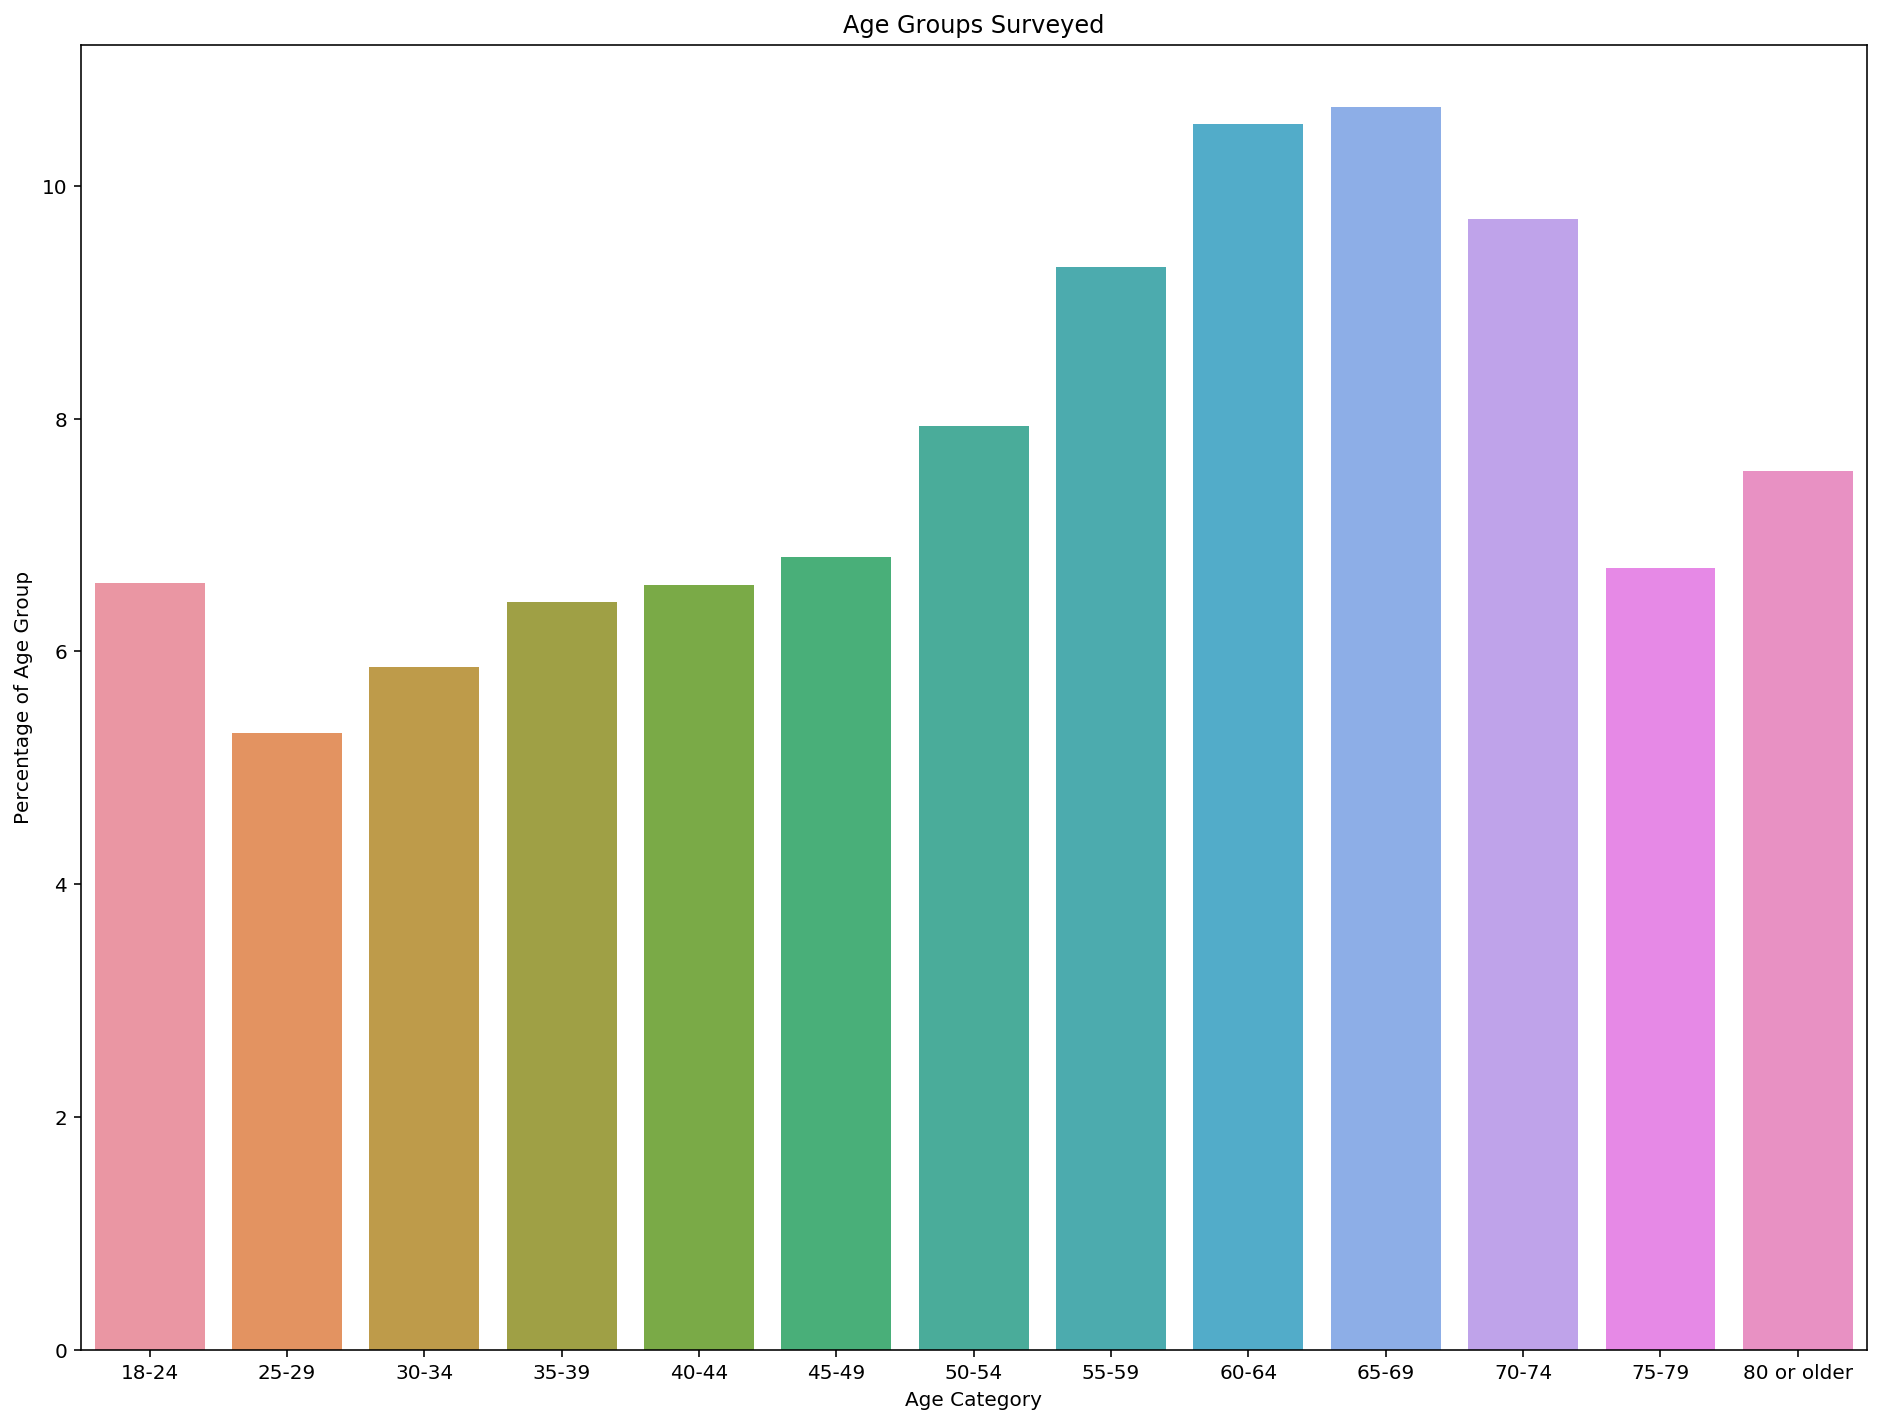 Age Groups Surveyed
Percentage of Age Group
10
8
6
4
2
0
18-24 25-29 30-34 35-39 40-44 45-49 50-54 55-59 60-64 65-69 70-74 75-79 80 or older
Age Category